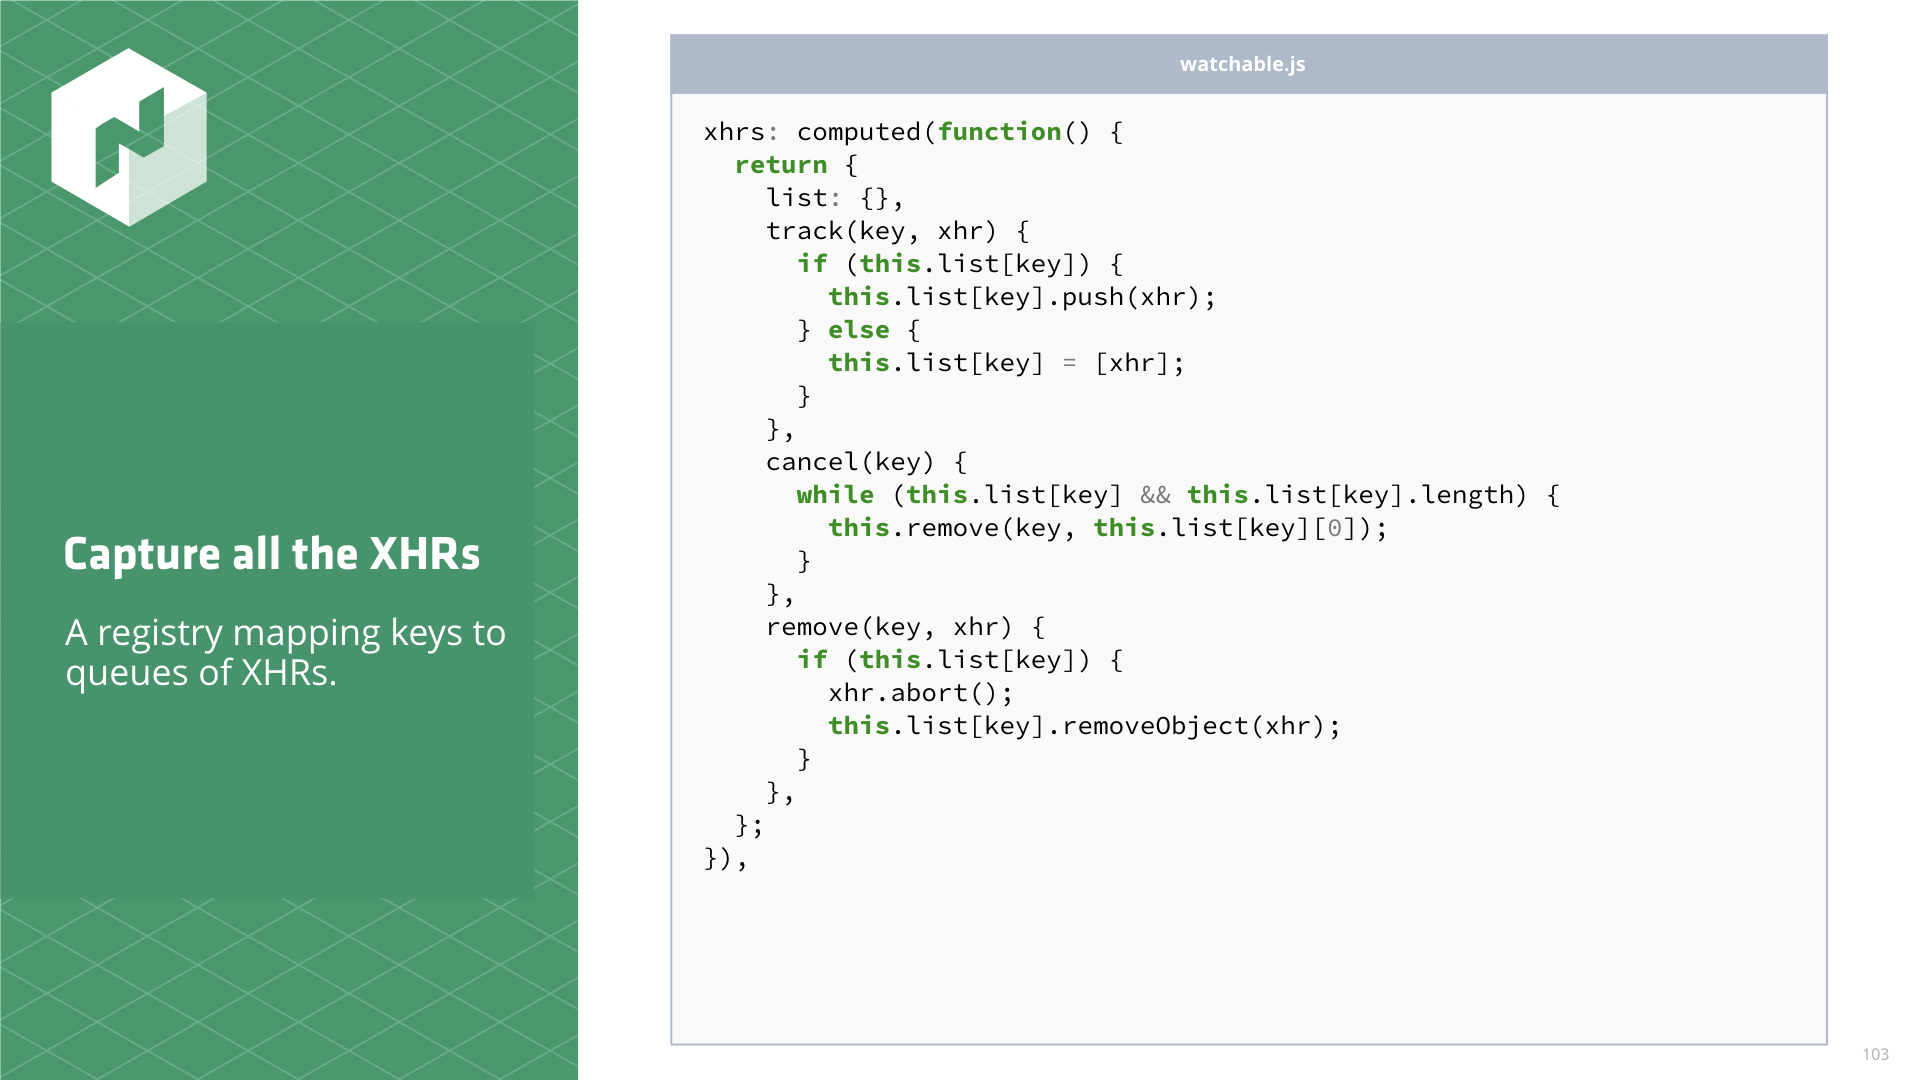 Capture all the XHRs
A registry mapping keys to
queues of XHRs.
watchable.js
xhrs: computed(function() {
  return {
    list: {},
    track(key, xhr) {
      if (this.list[key]) {
        this.list[key].push(xhr);
      } else {
        this.list[key] = [xhr];
      }
    },
    cancel(key) {
      while (this.list[key] && this.list[key].length) {
        this.remove(key, this.list[key][0]);
      }
    },
    remove(key, xhr) {
      if (this.list[key]) {
        xhr.abort();
        this.list[key].removeObject(xhr);
      }
    },
  };
}),
103